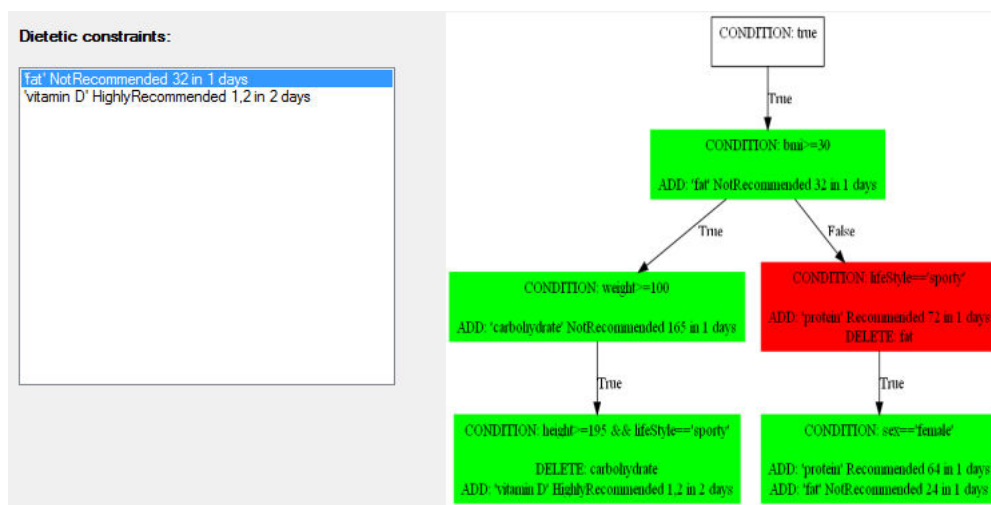 Dietetic constraints:
'fat' NotRecommended 32 in 1 days
'vitamin D' HighlyRecommended 1,2 in 2 days
CONDITION: true
True
CONDITION: bmi>=30
ADD: 'fat' NotRecommended 32 in 1 days
True
False
CONDITION: weight>=100
ADD: 'carbohydrate' NotRecommended 165 in 1 days
CONDITION: lifeStyle=='sporty'
ADD: 'protein' Recommended 72 in 1 days
DELETE: fat
True
True
CONDITION: height>=195 && lifeStyle=='sporty'
DELETE: carbohydrate
ADD: 'vitamin D' HighlyRecommended 1,2 in 2 days
CONDITION: sex=='female'
ADD: 'protein' Recommended 64 in 1 days
ADD: 'fat' NotRecommended 24 in 1 days